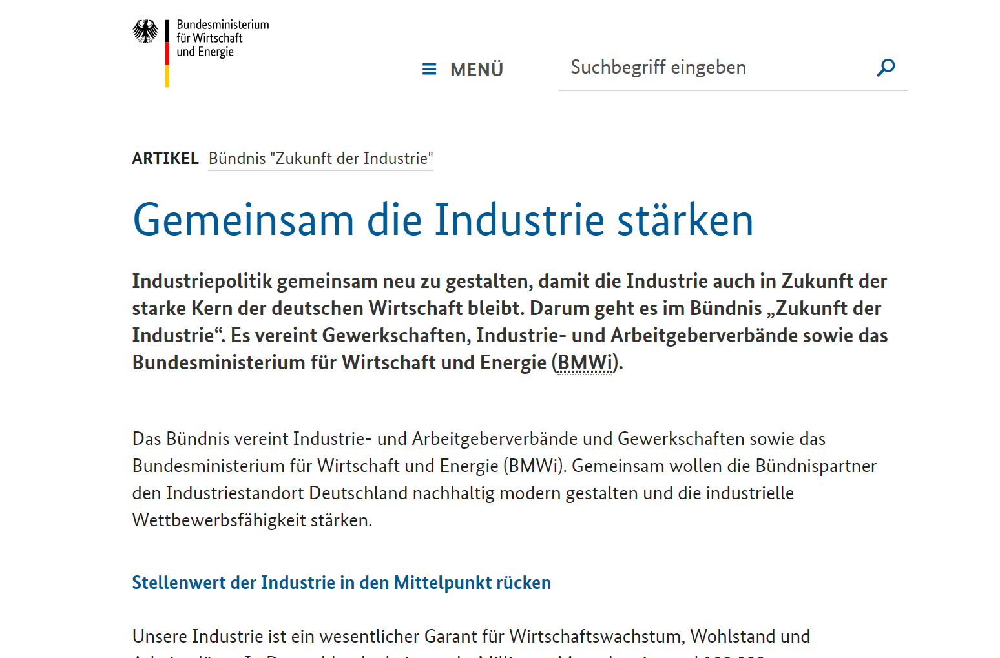 Bundesministerium
für Wirtschaft
und Energie
MENÜ
Suchbegriff eingeben
ARTIKEL Bündnis "Zukunft der Industrie"
Gemeinsam die Industrie stärken
Industriepolitik gemeinsam neu zu gestalten, damit die Industrie auch in Zukunft der
starke Kern der deutschen Wirtschaft bleibt. Darum geht es im Bündnis „Zukunft der
Industrie“. Es vereint Gewerkschaften, Industrie- und Arbeitgeberverbände sowie das
Bundesministerium für Wirtschaft und Energie (BMWi).
Das Bündnis vereint Industrie- und Arbeitgeberverbände und Gewerkschaften sowie das
Bundesministerium für Wirtschaft und Energie (BMWi). Gemeinsam wollen die Bündnispartner
den Industriestandort Deutschland nachhaltig modern gestalten und die industrielle
Wettbewerbsfähigkeit stärken.
Stellenwert der Industrie in den Mittelpunkt rücken
Unsere Industrie ist ein wesentlicher Garant für Wirtschaftswachstum, Wohlstand und